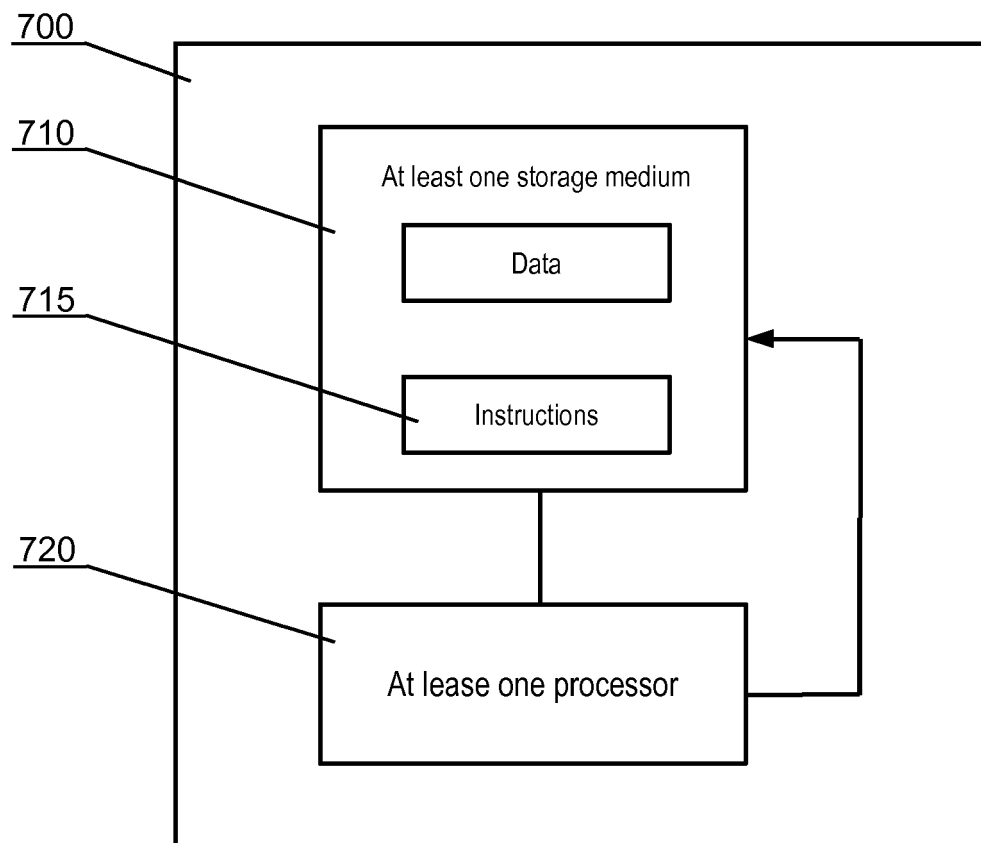 700
710
At least one storage medium
Data
715
Instructions
720
At lease one processor